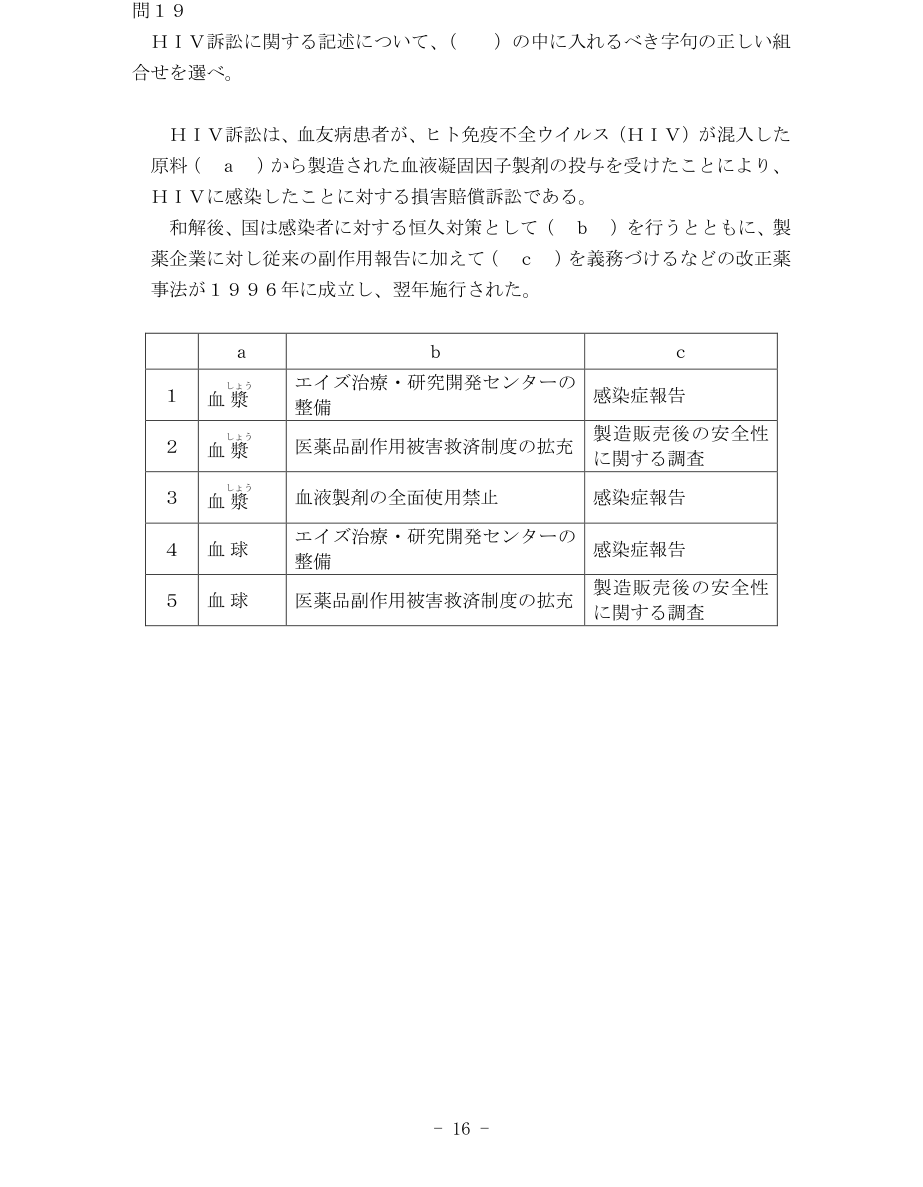 問１９
ＨＩＶ訴訟に関する記述について、（　　）の中に入れるべき字句の正しい組
合せを選べ。
ＨＩＶ訴訟は、血友病患者が、ヒト免疫不全ウイルス（ＨＩＶ）が混入した
原料（　ａ　）から製造された血液凝固因子製剤の投与を受けたことにより、
ＨＩＶに感染したことに対する損害賠償訴訟である。
和解後、国は感染者に対する恒久対策として（　ｂ　）を行うとともに、製
薬企業に対し従来の副作用報告に加えて（　ｃ　）を義務づけるなどの改正薬
事法が１９９６年に成立し、翌年施行された。
ａ ｂ ｃ
１ 血漿 エイズ治療・研究開発センターの 感染症報告
しょう
整備
２ 血漿 医薬品副作用被害救済制度の拡充 製造販売後の安全性
しょう
に関する調査
３ 血漿 血液製剤の全面使用禁止 感染症報告
しょう
４ 血球 エイズ治療・研究開発センターの 感染症報告
整備
５ 血球 医薬品副作用被害救済制度の拡充 製造販売後の安全性
に関する調査
- 16 -